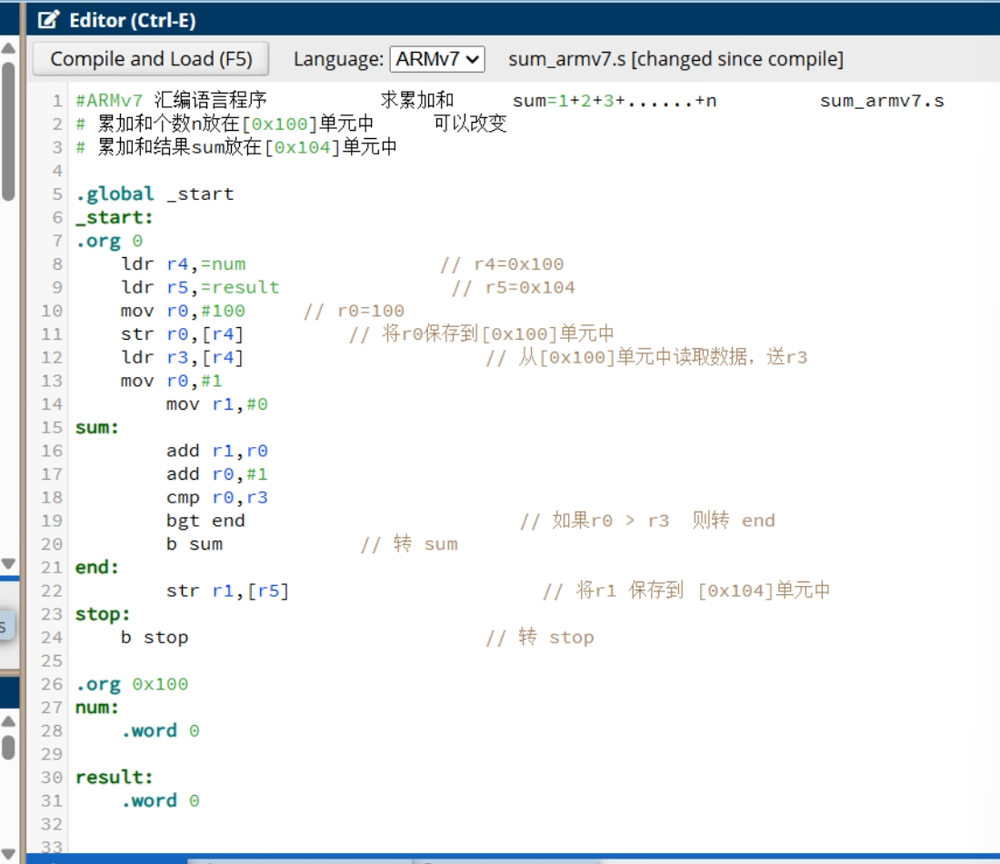 Editor (Ctrl-E)
Compile and Load (F5) Language: ARMv7 sum_armv7.s [changed since compile]
1 #ARMv7 汇编语言程序 求累加和 sum=1+2+3+......+n sum_armv7.s
2 # 累加和个数n放在[0x100]单元中 可以改变
3 # 累加和结果sum放在[0x104]单元中
4
5 .global _start
6 _start:
7 .org 0
8 ldr r4,=num // r4=0x100
9 ldr r5,=result // r5=0x104
10 mov r0,#100 // r0=100
11 str r0,[r4] // 将r0保存到[0x100]单元中
12 ldr r3,[r4] // 从[0x100]单元中读取数据，送r3
13 mov r0,#1
14 mov r1,#0
15 sum:
16 add r1,r0
17 add r0,#1
18 cmp r0,r3
19 bgt end // 如果r0 > r3 则转 end
20 b sum // 转 sum
21 end:
22 str r1,[r5] // 将r1 保存到 [0x104]单元中
23 stop:
24 b stop // 转 stop
25
26 .org 0x100
27 num:
28 .word 0
29
30 result:
31 .word 0
32
33